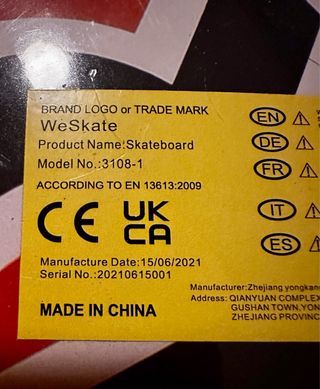 BRAND LOGO or TRADE MARK
WeSkate
Product Name:Skateboard
Model No.:3108-1
ACCORDING TO EN 13613:2009
CE UK
CA
Manufacture Date:15/06/2021
Serial No.:20210615001
MADE IN CHINA
EN
DE
FR
IT
ES
Manufacturer:Zhejiang yongkan
Address: QIANYUAN COMPLEX
GUSHAN TOWN,YON
ZHEJIANG PROVINC